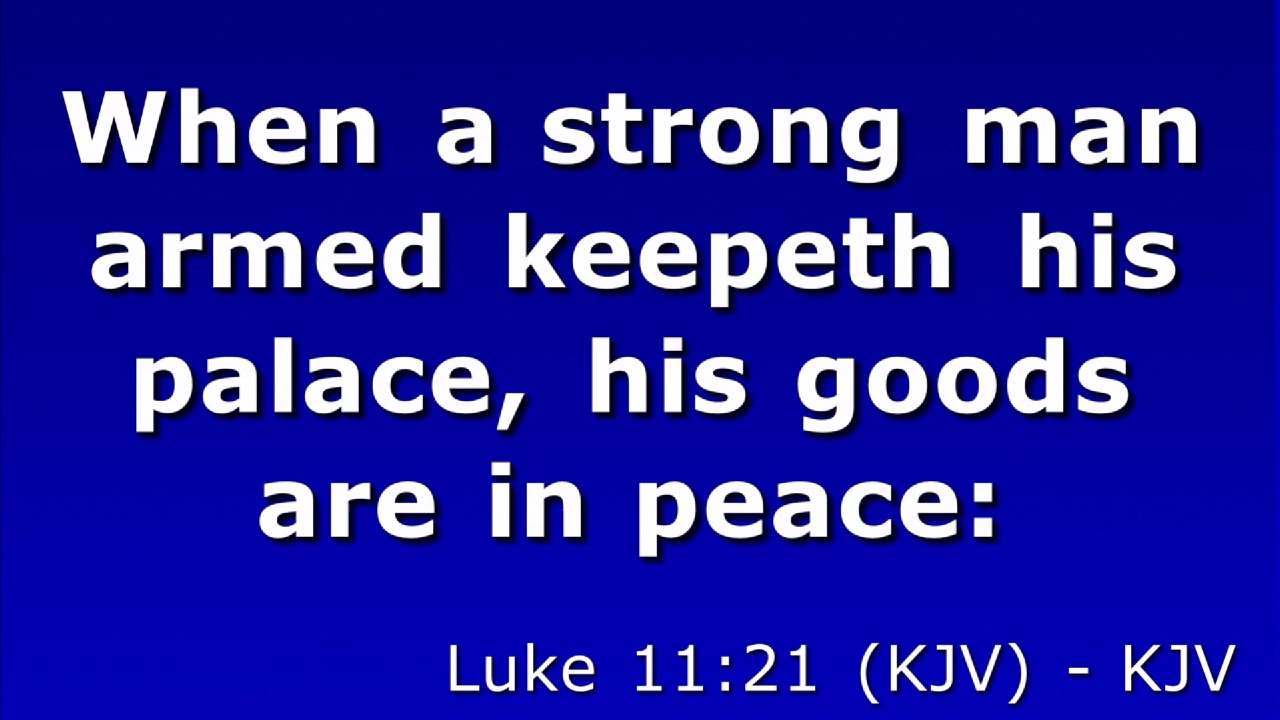 When a strong man
armed keepeth his
palace, his goods
are in peace:
Luke 11:21 (KJV) - KJV